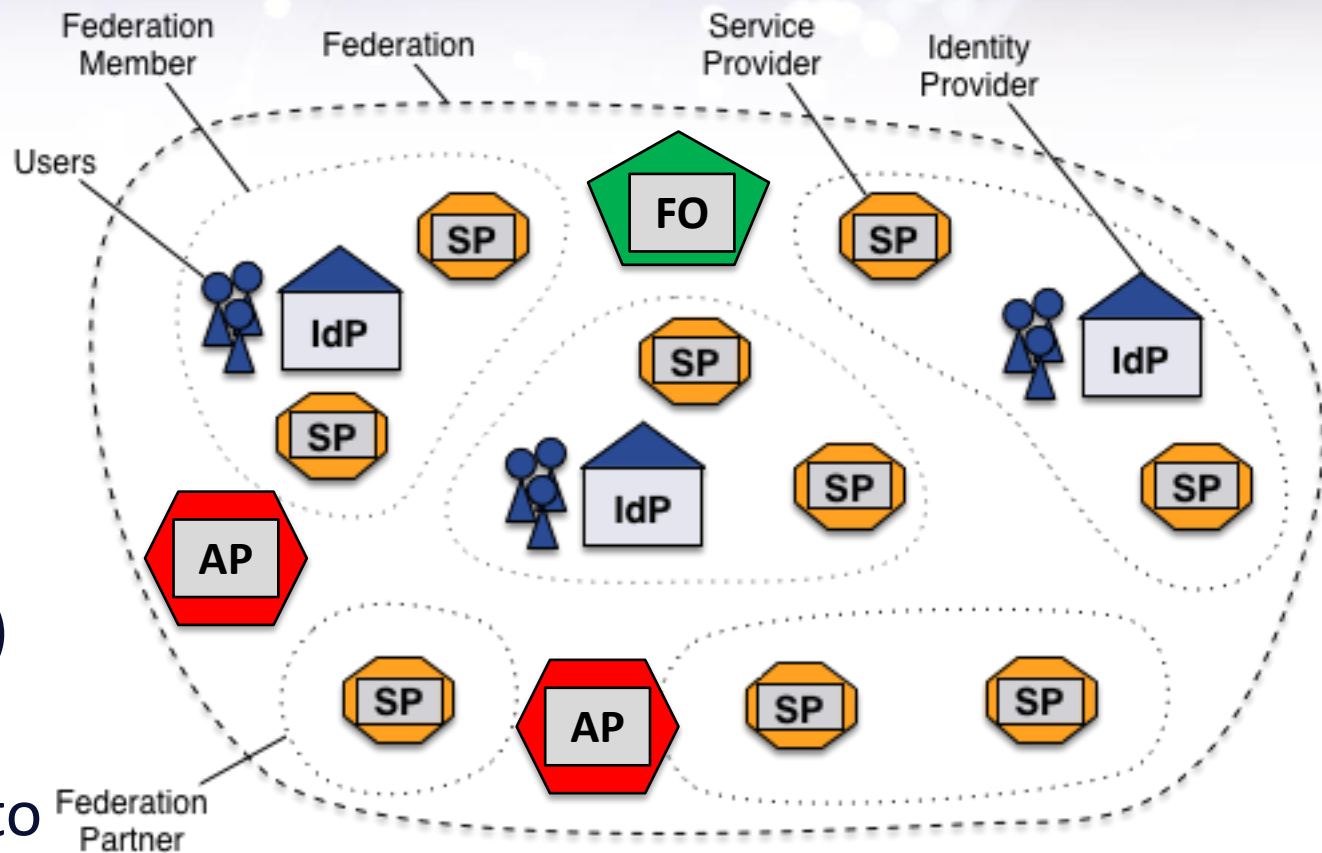 Federation
Member
Federation
Service
Provider
Identity
Provider
Users
FO
SP
SP
IdP
SP
IdP
SP
IdP
SP
SP
AP
SP
AP
SP
SP
)
to
Federation
Partner